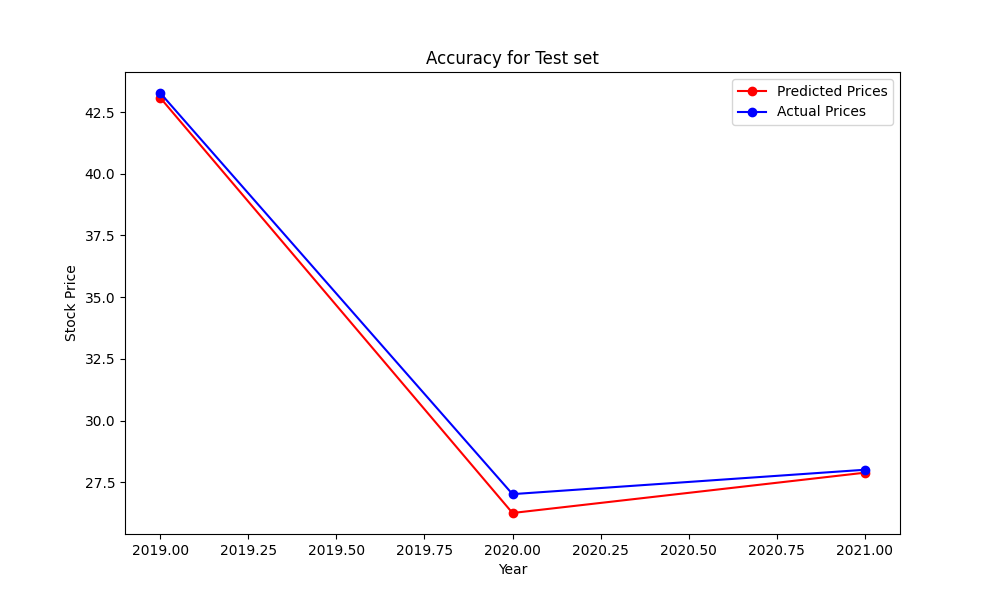 Accuracy for Test set
Predicted Prices
Actual Prices
Stock Price
42.5
40.0
37.5
35.0
32.5
30.0
27.5
2019.00 2019.25 2019.50 2019.75 2020.00 2020.25 2020.50 2020.75 2021.00
Year